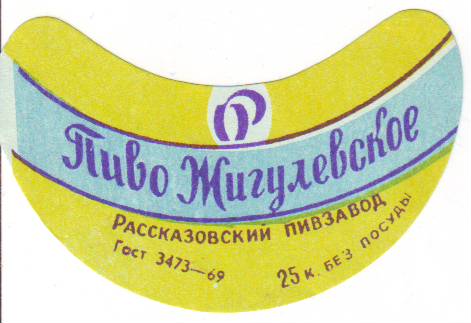 Пиво Жигулевское
Рассказовский пивзавод
Гост 3473—69
25 к. без посуды